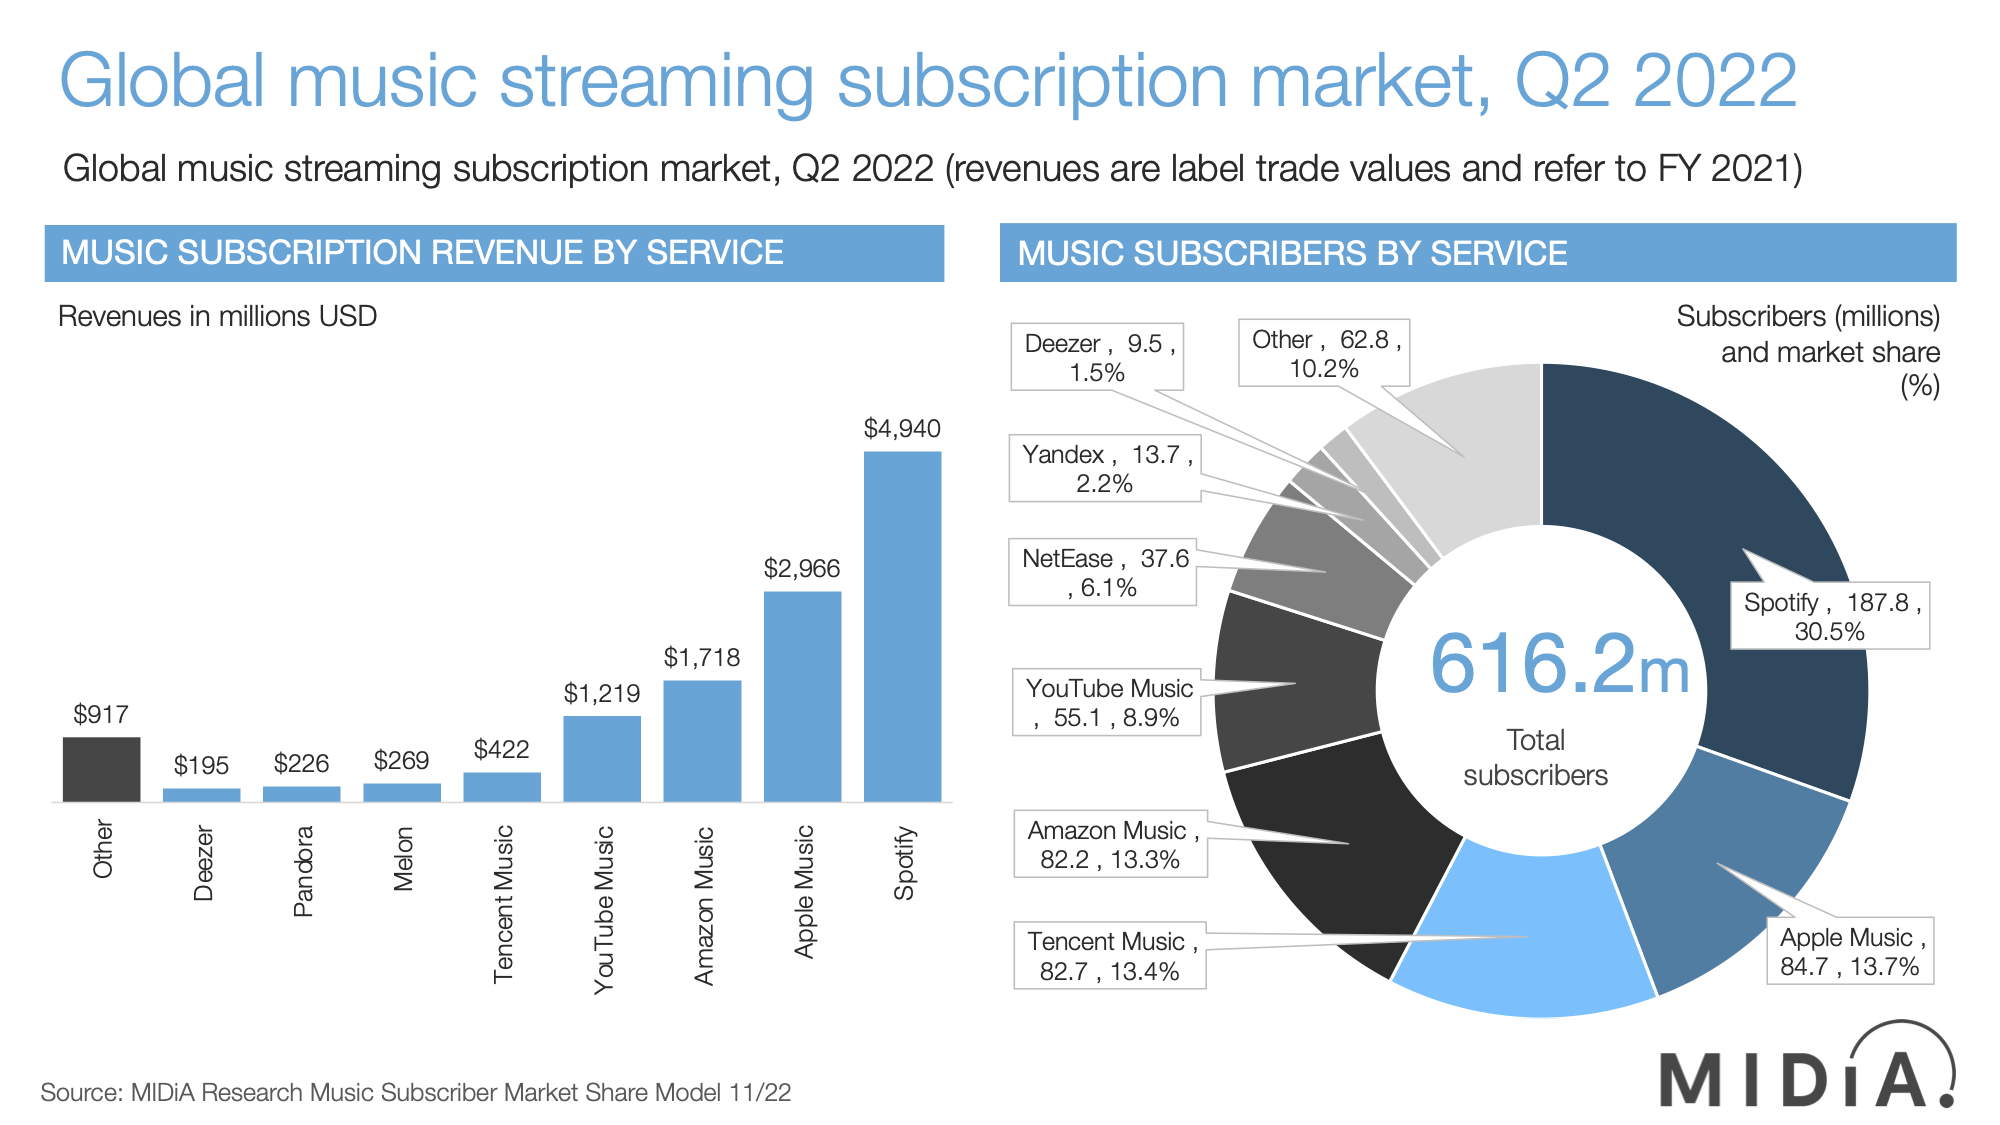 Global music streaming subscription market, Q2 2022
Global music streaming subscription market, Q2 2022 (revenues are label trade values and refer to FY 2021)
MUSIC SUBSCRIPTION REVENUE BY SERVICE
Revenues in millions USD
$917
$195
$226
$269
$422
$1,219
$1,718
$2,966
$4,940
Other
Deezer
Pandora
Melon
Tencent Music
YouTube Music
Amazon Music
Apple Music
Spotify
MUSIC SUBSCRIBERS BY SERVICE
Subscribers (millions)
and market share
(%)
Deezer , 9.5 ,
1.5%
Other , 62.8 ,
10.2%
Yandex , 13.7 ,
2.2%
NetEase , 37.6
, 6.1%
YouTube Music
, 55.1 , 8.9%
Amazon Music ,
82.2 , 13.3%
Tencent Music ,
82.7 , 13.4%
Spotify , 187.8 ,
30.5%
Apple Music ,
84.7 , 13.7%
616.2m
Total
subscribers
Source: MIDiA Research Music Subscriber Market Share Model 11/22
MIDiA